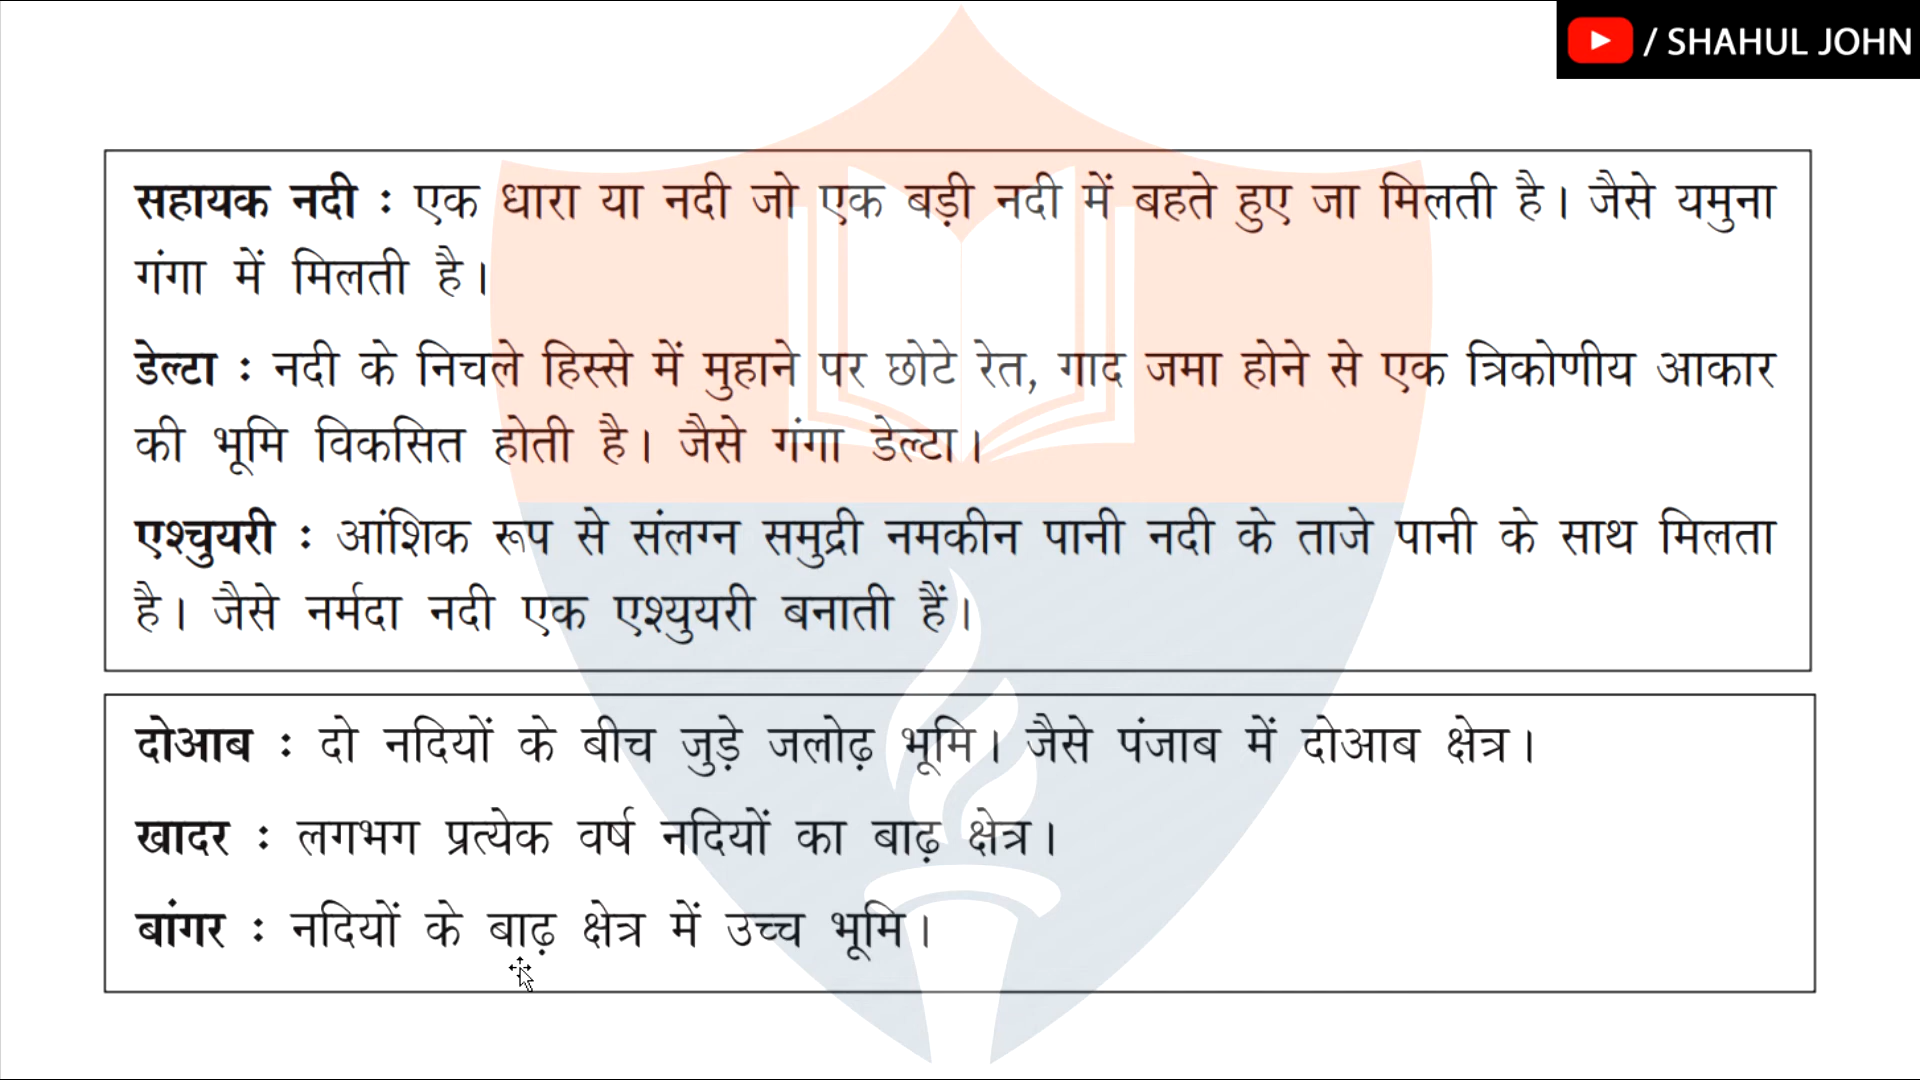 / SHAHUL JOHN
सहायक नदी : एक धारा या नदी जो एक बड़ी नदी में बहते हुए जा मिलती है। जैसे यमुना
गंगा में मिलती है।
डेल्टा : नदी के निचले हिस्से में मुहाने पर छोटे रेत, गाद जमा होने से एक त्रिकोणीय आकार
की भूमि विकसित होती है। जैसे गंगा डेल्टा।
एश्चुयरी : आंशिक रूप से संलग्न समुद्री नमकीन पानी नदी के ताजे पानी के साथ मिलता
है। जैसे नर्मदा नदी एक एश्युयरी बनाती हैं।
दोआब : दो नदियों के बीच जुड़े जलोढ़ भूमि। जैसे पंजाब में दोआब क्षेत्र।
खादर : लगभग प्रत्येक वर्ष नदियों का बाढ़ क्षेत्र।
बांगर : नदियों के बाढ़ क्षेत्र में उच्च भूमि।